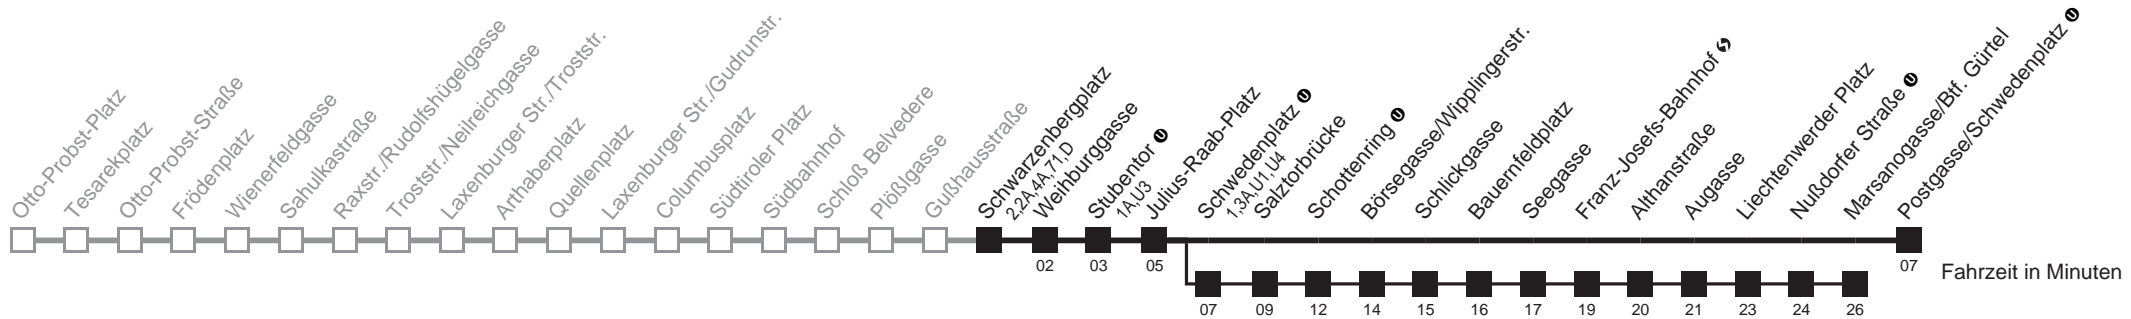 Otto-Probst-Platz
Tesarekplatz
Otto-Probst-Straße
Frödenplatz
Wienerfeldgasse
Sahulkastraße
Raxstr./Rudolfshügelgasse
Troststr./Neilreichgasse
Laxenburger Str./Troststr.
Arthaberplatz
Quellenplatz
Laxenburger Str./Gudrunstr.
Columbusplatz
Südtiroler Platz
Südbahnhof
Schloß Belvedere
Plößlgasse
Gußhausstraße
Schwarzenbergplatz
2,2A,4A,71,D
Weihburggasse
Stubentor U
1A,U3
Julius-Raab-Platz
Schwedenplatz U
1,3A,U1,U4
Salztorbrücke
Schottenring U
Börsegasse/Wipplingerstr.
Schlickgasse
Bauernfeldplatz
Seegasse
Franz-Josefs-Bahnhof S
Althanstraße
Augasse
Liechtenwerder Platz
Nußdorfer Straße U
Marsanogasse/Btf. Gürtel
Postgasse/Schwedenplatz U
02 03 05 07
Fahrzeit in Minuten
07 09 12 14 15 16 17 19 20 21 23 24 26